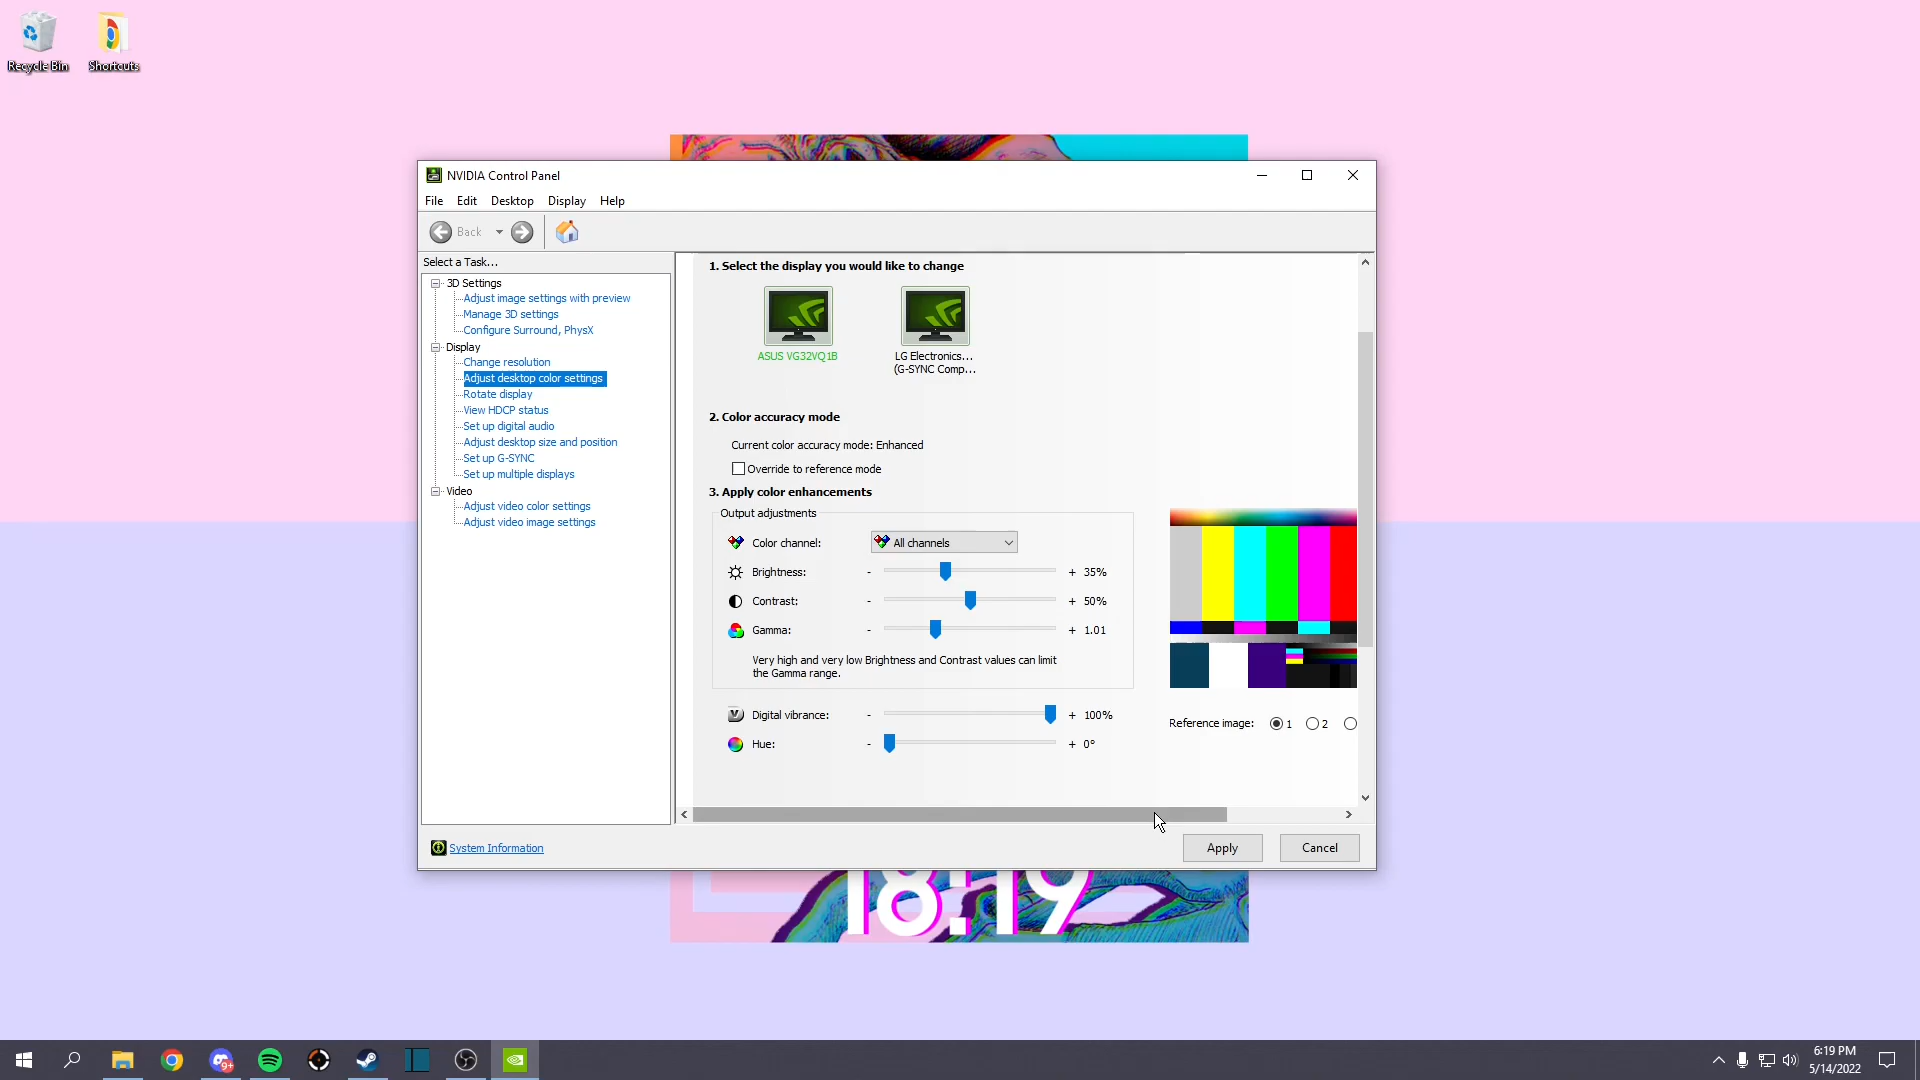 Recycle Bin
Shortcuts
NVIDIA Control Panel
File Edit Desktop Display Help
Back
Select a Task...
3D Settings
Adjust image settings with preview
Manage 3D settings
Configure Surround, PhysX
Display
Change resolution
Adjust desktop color settings
Rotate display
View HDCP status
Set up digital audio
Adjust desktop size and position
Set up G-SYNC
Set up multiple displays
Video
Adjust video color settings
Adjust video image settings
System Information
1. Select the display you would like to change
ASUS VG32VQ1B
LG Electronics...
(G-SYNC Comp...
2. Color accuracy mode
Current color accuracy mode: Enhanced
Override to reference mode
3. Apply color enhancements
Output adjustments
Color channel: All channels
Brightness: - + 35%
Contrast: - + 50%
Gamma: - + 1.01
Very high and very low Brightness and Contrast values can limit
the Gamma range.
Digital vibrance: - + 100%
Hue: - + 0°
Reference image: 1 2
Apply Cancel
18:19
9+
6:19 PM
5/14/2022